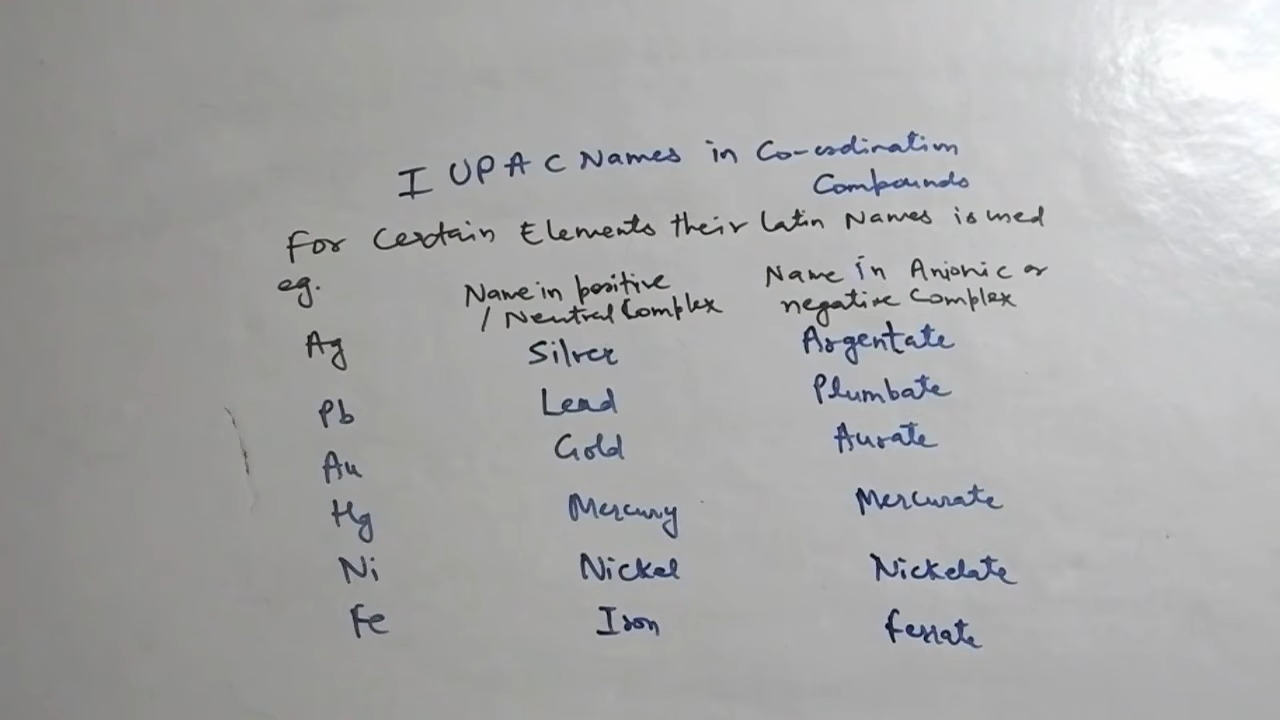 IUPAC Names in Co-ordination
Compounds
For Certain Elements their Latin Names is used
eg. Name in positive / Neutral Complex Name in Anionic or negative Complex
Ag Silver Argentate
Pb Lead Plumbate
Au Gold Aurate
Hg Mercury Mercurate
Ni Nickel Nickelate
Fe Iron Ferrate